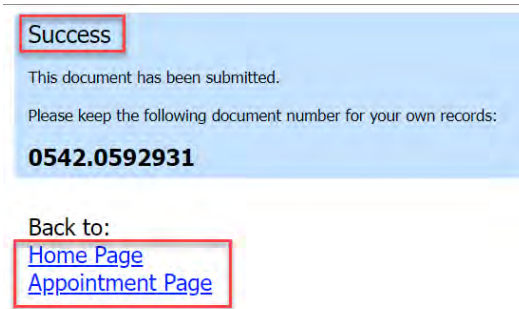 Success
This document has been submitted.
Please keep the following document number for your own records:
0542.0592931
Back to:
Home Page
Appointment Page